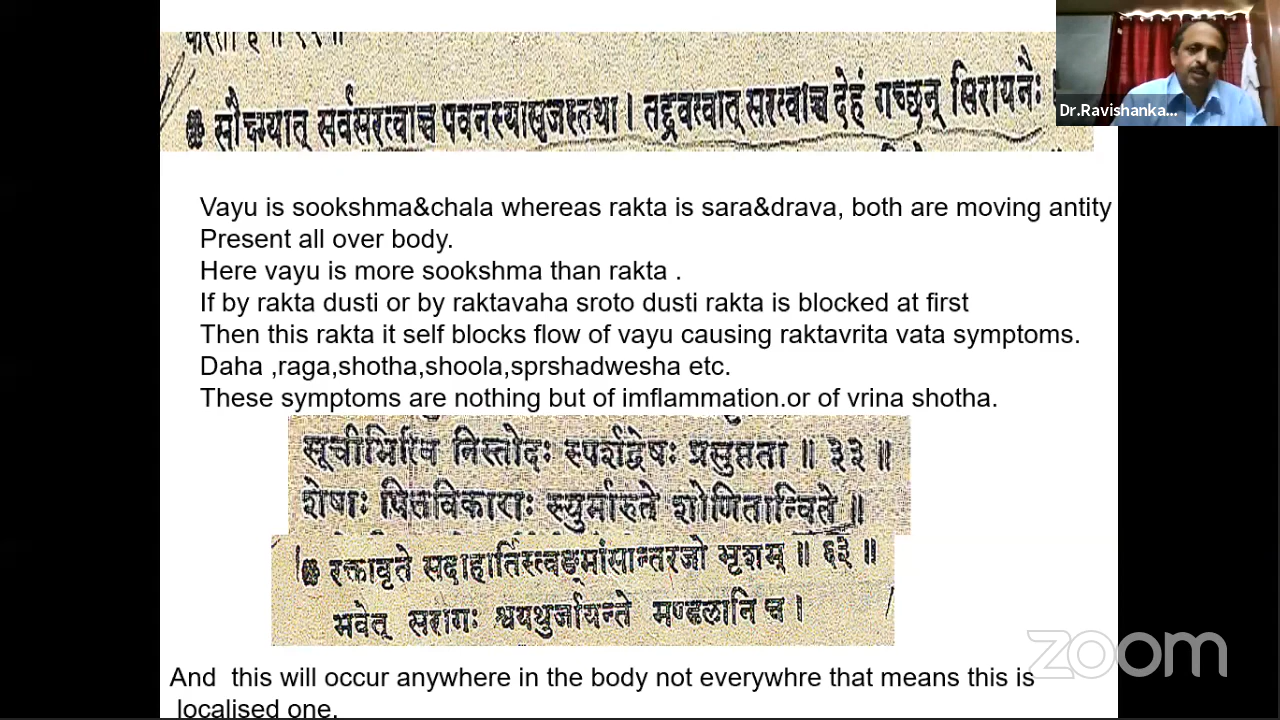 सौक्ष्म्यात् सर्वसरत्वाच्च पवनस्यासृजस्तथा । तद्द्रवत्वात् सरत्वाच्च देहं गच्छन् सिरायनैः
Dr.Ravishanka...
Vayu is sookshma&chala whereas rakta is sara&drava, both are moving antity
Present all over body.
Here vayu is more sookshma than rakta .
If by rakta dusti or by raktavaha sroto dusti rakta is blocked at first
Then this rakta it self blocks flow of vayu causing raktavrita vata symptoms.
Daha ,raga,shotha,shoola,sprshadwesha etc.
These symptoms are nothing but of imflammation.or of vrina shotha.
सूचीभिरिव निस्तोदः स्पर्शद्वेषः प्रसुप्तता ॥ ३३ ॥
शेषाः पित्तविकाराः स्युर्मारुते शोणितान्विते ॥
रक्तावृते सदाहार्तिस्त्वङ्मांसान्तरजो भृशम् ॥ ६३ ॥
भवेत् सरागः श्वयथुर्जायन्ते मण्डलानि च ।
zoom
And this will occur anywhere in the body not everywhre that means this is
localised one.